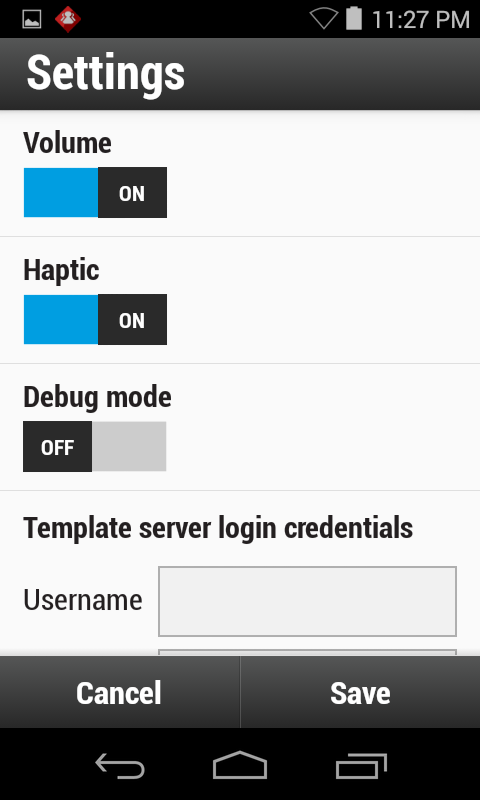 11:27 PM
Settings
Volume
ON
Haptic
ON
Debug mode
OFF
Template server login credentials
Username
Cancel
Save